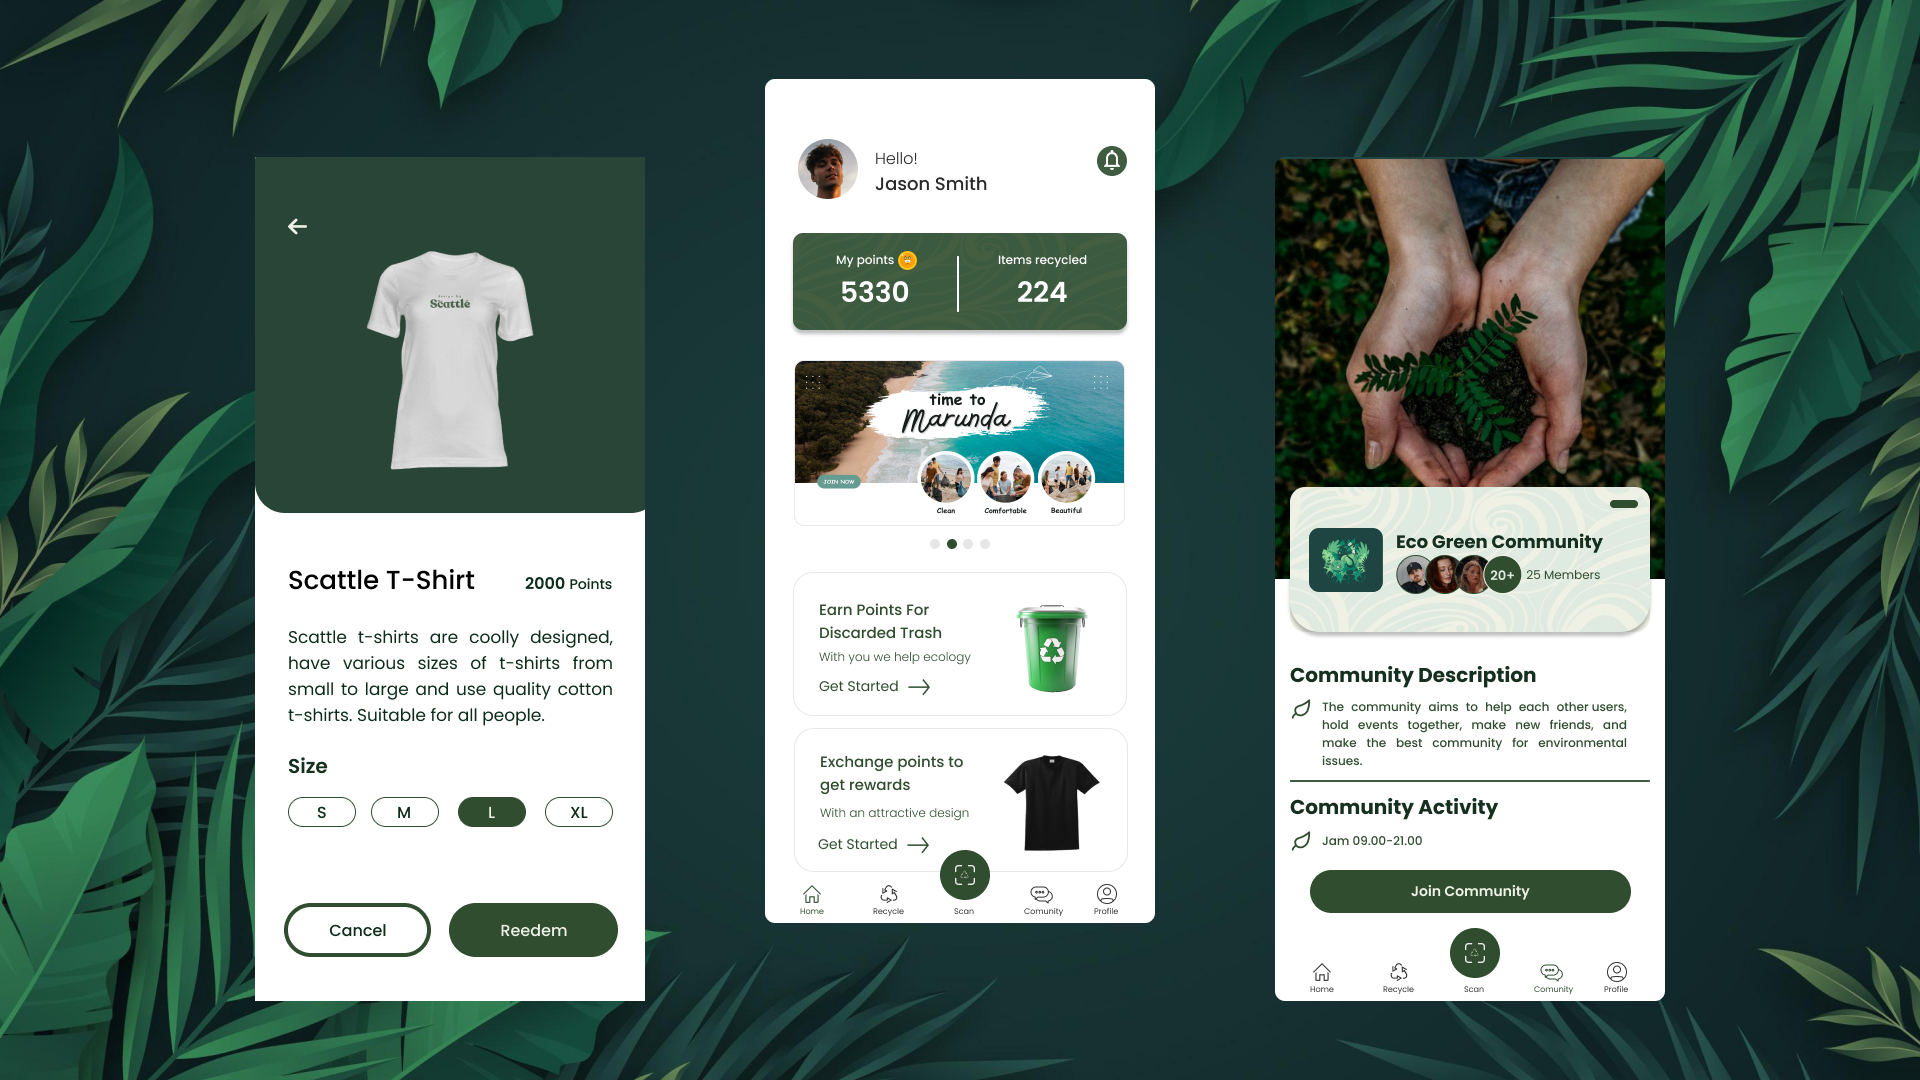 design by
Scattle
Scattle T-Shirt
2000 Points
Scattle t-shirts are coolly designed,
have various sizes of t-shirts from
small to large and use quality cotton
t-shirts. Suitable for all people.
Size
S M L XL
Cancel
Reedem
Hello!
Jason Smith
My points
5330
Items recycled
224
time to
Marunda
JOIN NOW
Clean
Comfortable
Beautiful
Earn Points For
Discarded Trash
With you we help ecology
Get Started
Exchange points to
get rewards
With an attractive design
Get Started
Home
Recycle
Scan
Comunity
Profile
Eco Green Community
20+
25 Members
Community Description
The community aims to help each other users,
hold events together, make new friends, and
make the best community for environmental
issues.
Community Activity
Jam 09.00-21.00
Join Community
Home
Recycle
Scan
Comunity
Profile